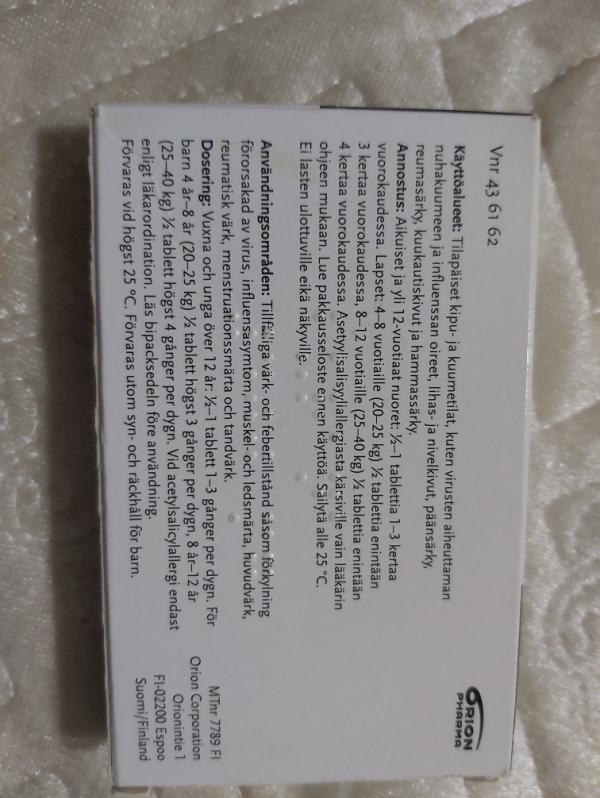 Vnr 43 61 62
Käyttöalueet: Tilapäiset kipu- ja kuumetilat, kuten virusten aiheuttaman
nuhakuumeen ja influenssan oireet, lihas- ja nivelkivut, päänsärky,
reumasärky, kuukautiskivut ja hammassärky.
Annostus: Aikuiset ja yli 12-vuotiaat nuoret: ½–1 tablettia 1–3 kertaa
vuorokaudessa. Lapset: 4–8 vuotiaille (20–25 kg) ½ tablettia enintään
3 kertaa vuorokaudessa, 8–12 vuotiaille (25–40 kg) ½ tablettia enintään
4 kertaa vuorokaudessa. Asetyylisalisyyliallergiasta kärsiville vain lääkärin
ohjeen mukaan. Lue pakkausseloste ennen käyttöä. Säilytä alle 25 °C.
Ei lasten ulottuville eikä näkyville.
Användningsområden: Tillfälliga värk- och febertillstånd såsom förkylning
förorsakad av virus, influensasymtom, muskel- och ledsmärta, huvudvärk,
reumatisk värk, menstruationssmärta och tandvärk.
Dosering: Vuxna och unga över 12 år: ½–1 tablett 1–3 gånger per dygn. För
barn 4 år–8 år (20–25 kg) ½ tablett högst 3 gånger per dygn, 8 år–12 år
(25–40 kg) ½ tablett högst 4 gånger per dygn. Vid acetylsalicylallergi endast
enligt läkarordination. Läs bipacksedeln före användning.
Förvaras vid högst 25 °C. Förvaras utom syn- och räckhåll för barn.
ORION
PHARMA
MTnr 7789 FI
Orion Corporation
Orionintie 1
FI-02200 Espoo
Suomi/Finland